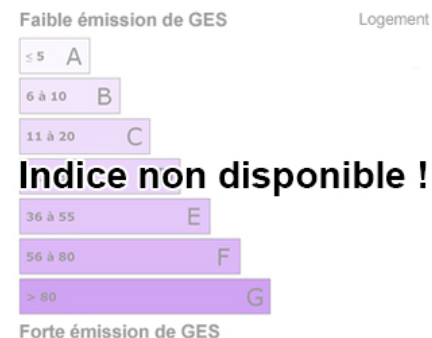 Faible émission de GES
Logement
≤ 5 A
6 à 10 B
11 à 20 C
Indice non disponible !
36 à 55 E
56 à 80 F
> 80 G
Forte émission de GES